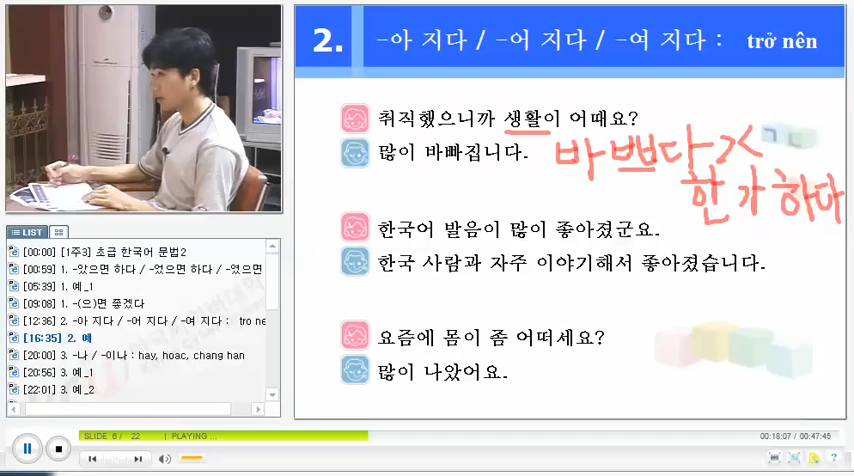 2.
-아 지다 / -어 지다 / -여 지다 : trở nên
취직했으니까 생활이 어때요?
많이 바빠집니다.
바쁘다 ><
한가하다
한국어 발음이 많이 좋아졌군요.
한국 사람과 자주 이야기해서 좋아졌습니다.
요즘에 몸이 좀 어떠세요?
많이 나았어요.
LIST
[00:00] [1주3] 초급 한국어 문법2
[00:59] 1. -았으면 하다 / -었으면 하다 / -였으면
[05:39] 1. 예_1
[09:08] 1. -(으)면 좋겠다
[12:36] 2. -아 지다 / -어 지다 / -여 지다 : tro ne
[16:35] 2. 예
[20:00] 3. -나 / -이나 : hay, hoac, chang han
[20:56] 3. 예_1
[22:01] 3. 예_2
SLIDE 6 / 22 | PLAYING ...
00:18:07 / 00:47:45